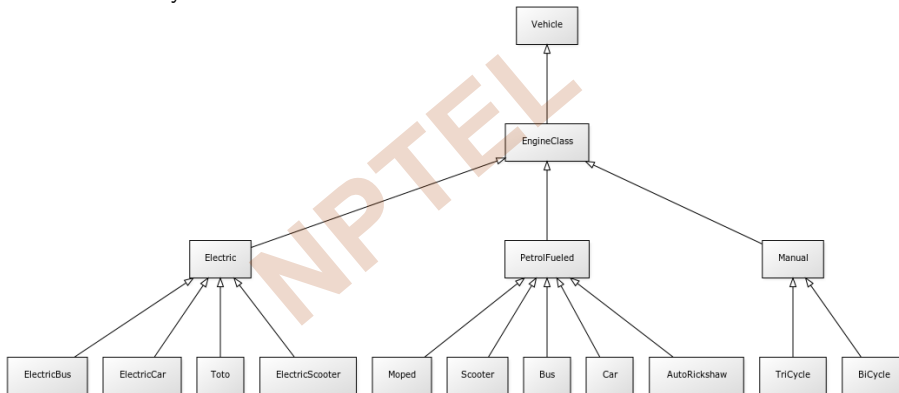 Vehicle
EngineClass
Electric PetrolFueled Manual
ElectricBus ElectricCar Toto ElectricScooter Moped Scooter Bus Car AutoRickshaw TriCycle BiCycle
NPTEL